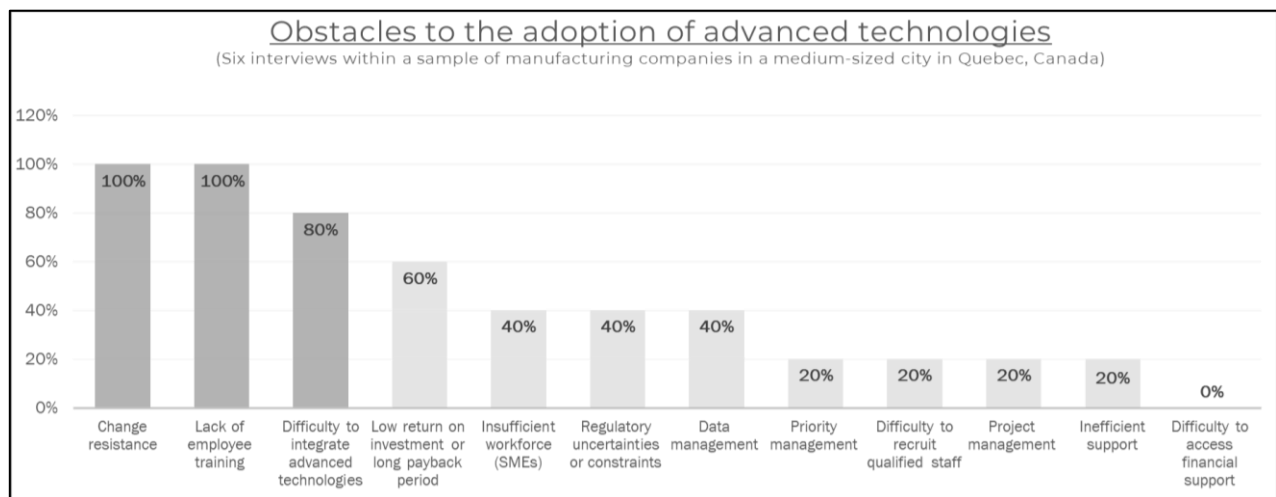 Obstacles to the adoption of advanced technologies
(Six interviews within a sample of manufacturing companies in a medium-sized city in Quebec, Canada)
120%
100%
80%
60%
40%
20%
0%
100%
100%
80%
60%
40%
40%
40%
20%
20%
20%
20%
0%
Change
resistance
Lack of
employee
training
Difficulty to
integrate
advanced
technologies
Low return on
investment or
long payback
period
Insufficient
workforce
(SMEs)
Regulatory
uncertainties
or constraints
Data
management
Priority
management
Difficulty to
recruit
qualified staff
Project
management
Inefficient
support
Difficulty to
access
financial
support